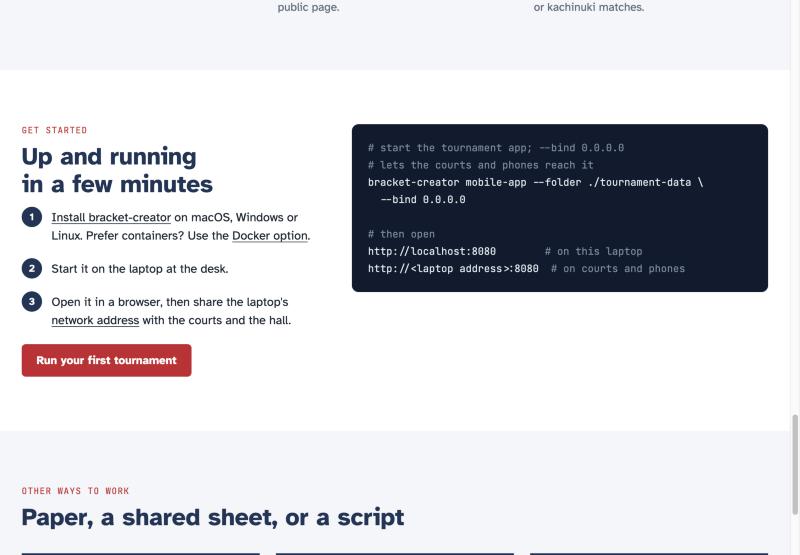 public page.
or kachinuki matches.
GET STARTED
Up and running
in a few minutes
1 Install bracket-creator on macOS, Windows or
Linux. Prefer containers? Use the Docker option.
2 Start it on the laptop at the desk.
3 Open it in a browser, then share the laptop's
network address with the courts and the hall.
Run your first tournament
# start the tournament app; --bind 0.0.0.0
# lets the courts and phones reach it
bracket-creator mobile-app --folder ./tournament-data \
--bind 0.0.0.0
# then open
http://localhost:8080 # on this laptop
http://<laptop address>:8080 # on courts and phones
OTHER WAYS TO WORK
Paper, a shared sheet, or a script